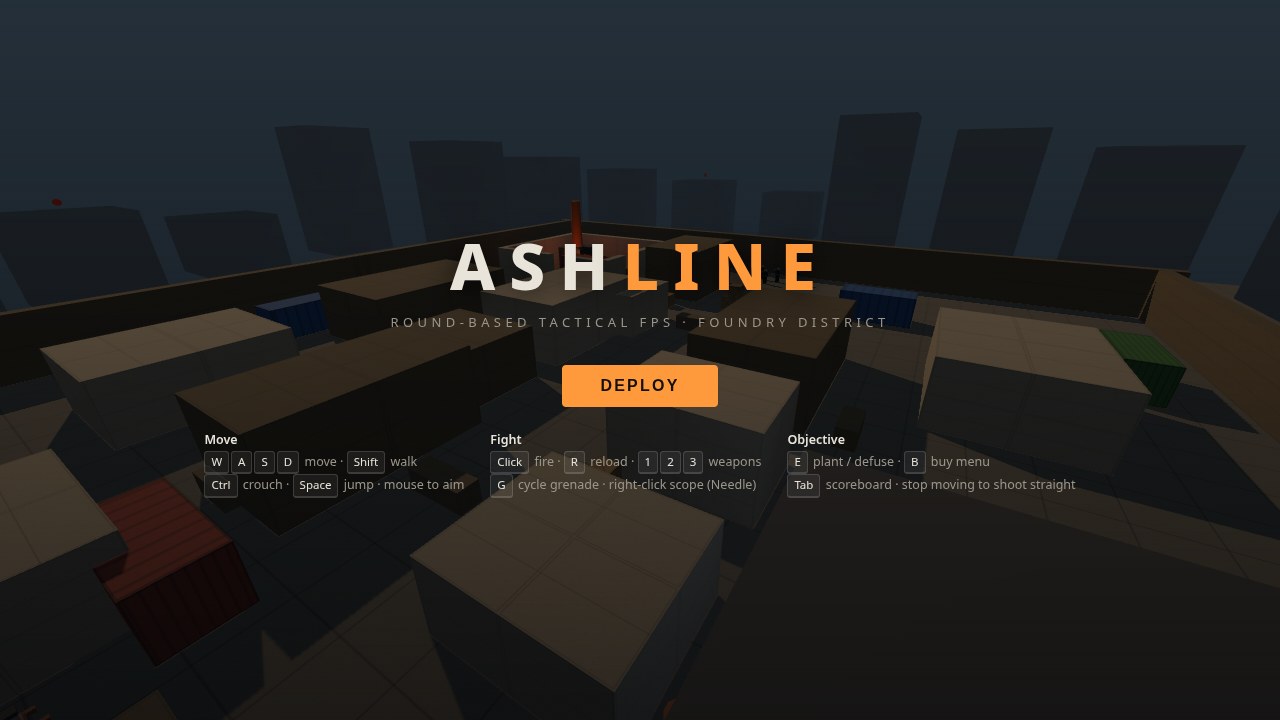 ASHLINE
ROUND-BASED TACTICAL FPS · FOUNDRY DISTRICT
DEPLOY
Move
W A S D move · Shift walk
Ctrl crouch · Space jump · mouse to aim
Fight
Click fire · R reload · 1 2 3 weapons
G cycle grenade · right-click scope (Needle)
Objective
E plant / defuse · B buy menu
Tab scoreboard · stop moving to shoot straight